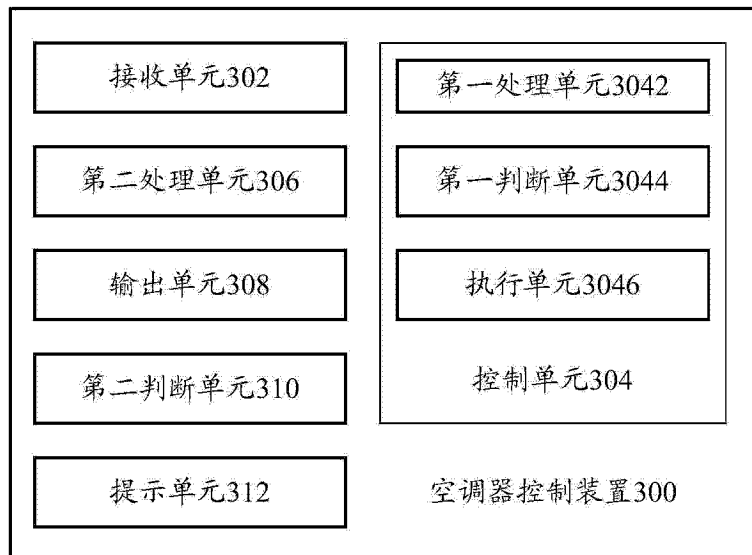 接收单元302
第二处理单元306
输出单元308
第二判断单元310
提示单元312
第一处理单元3042
第一判断单元3044
执行单元3046
控制单元304
空调器控制装置300